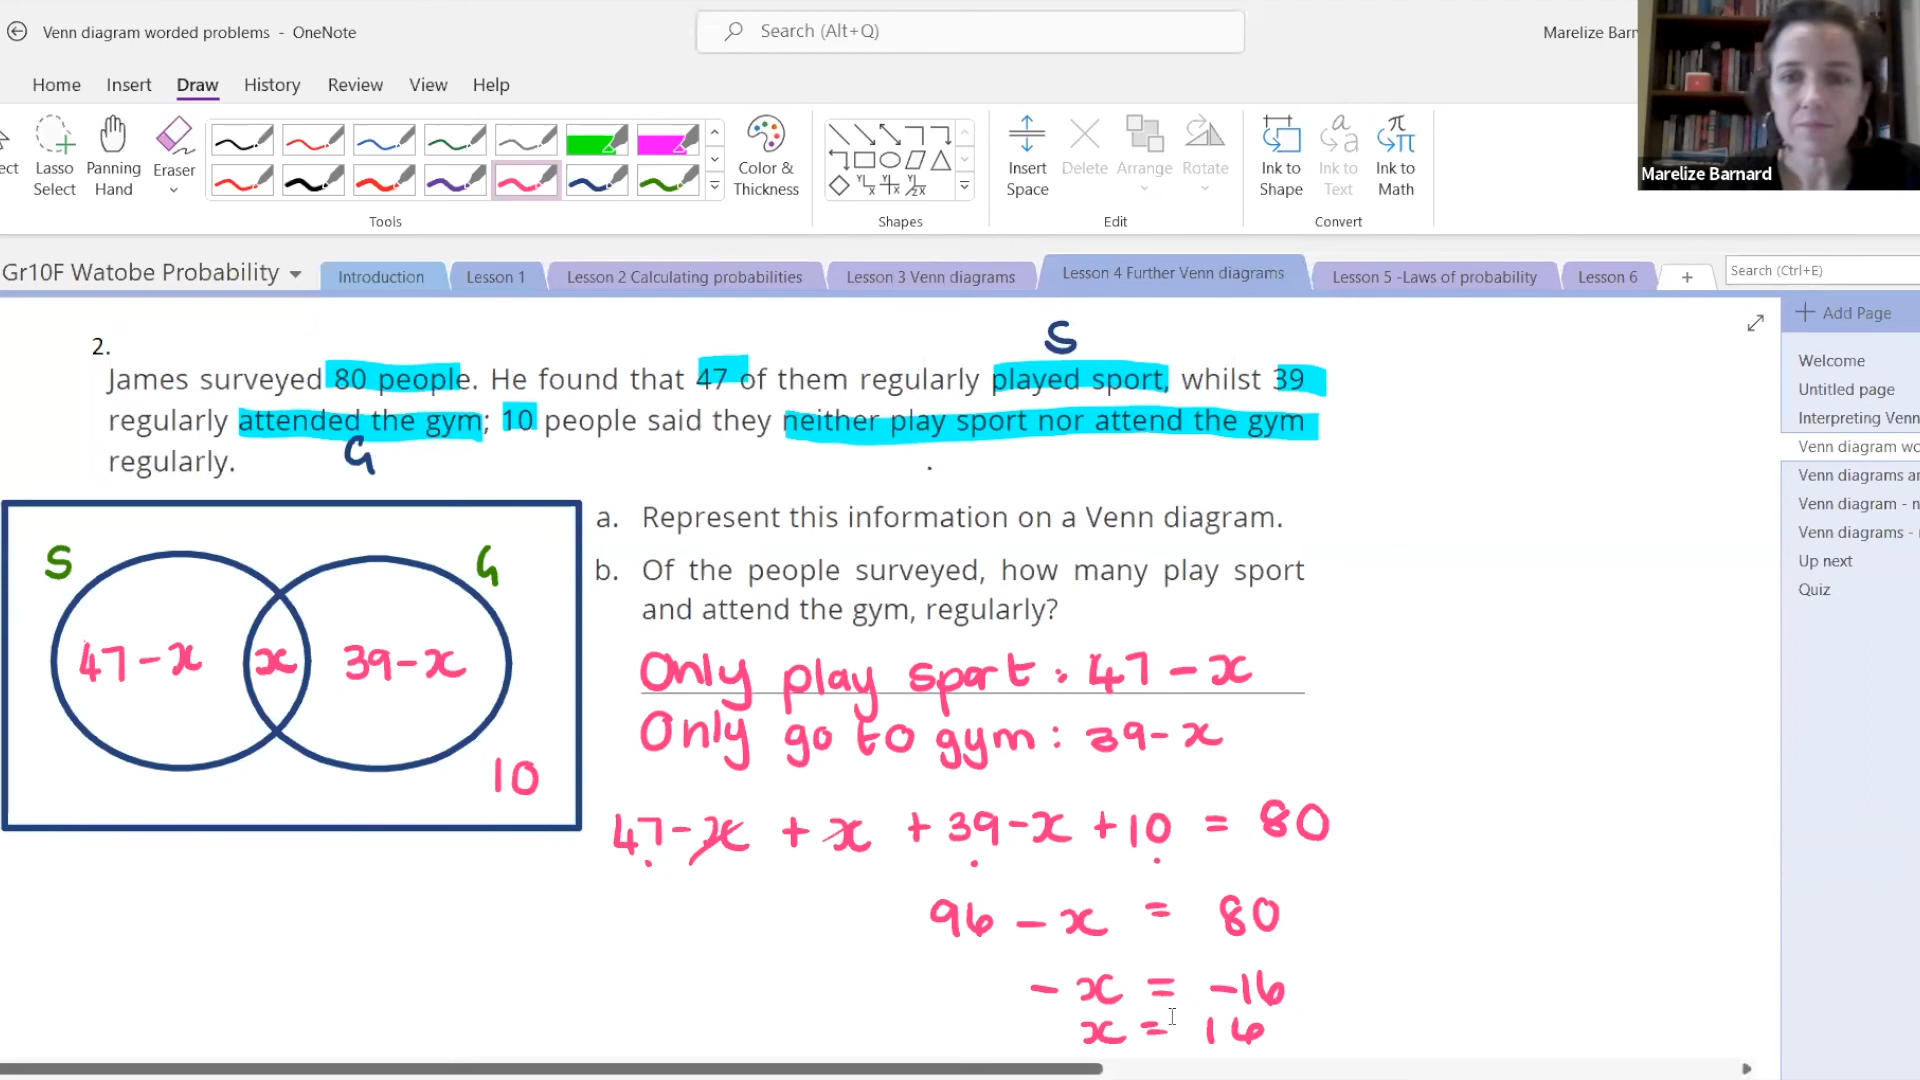 Venn diagram worded problems - OneNote
Search (Alt+Q)
Marelize Barn
Home Insert Draw History Review View Help
Lasso Select
Panning Hand
Eraser
Color & Thickness
Insert Space
Delete
Arrange
Rotate
Ink to Shape
Ink to Text
Ink to Math
Marelize Barnard
Tools
Shapes
Edit
Convert
Gr10F Watobe Probability
Introduction
Lesson 1
Lesson 2 Calculating probabilities
Lesson 3 Venn diagrams
Lesson 4 Further Venn diagrams
Lesson 5 -Laws of probability
Lesson 6
+
Search (Ctrl+E)
Add Page
Welcome
Untitled page
Interpreting Venn
Venn diagram wo
Venn diagrams a
Venn diagram - n
Venn diagrams -
Up next
Quiz
2.
S
James surveyed 80 people. He found that 47 of them regularly played sport, whilst 39
regularly attended the gym; 10 people said they neither play sport nor attend the gym
regularly.
G
a. Represent this information on a Venn diagram.
b. Of the people surveyed, how many play sport
and attend the gym, regularly?
S G
47 - x x 39 - x
10
Only play sport : 47 - x
Only go to gym : 39 - x
47 - x + x + 39 - x + 10 = 80
96 - x = 80
- x = -16
x = 16